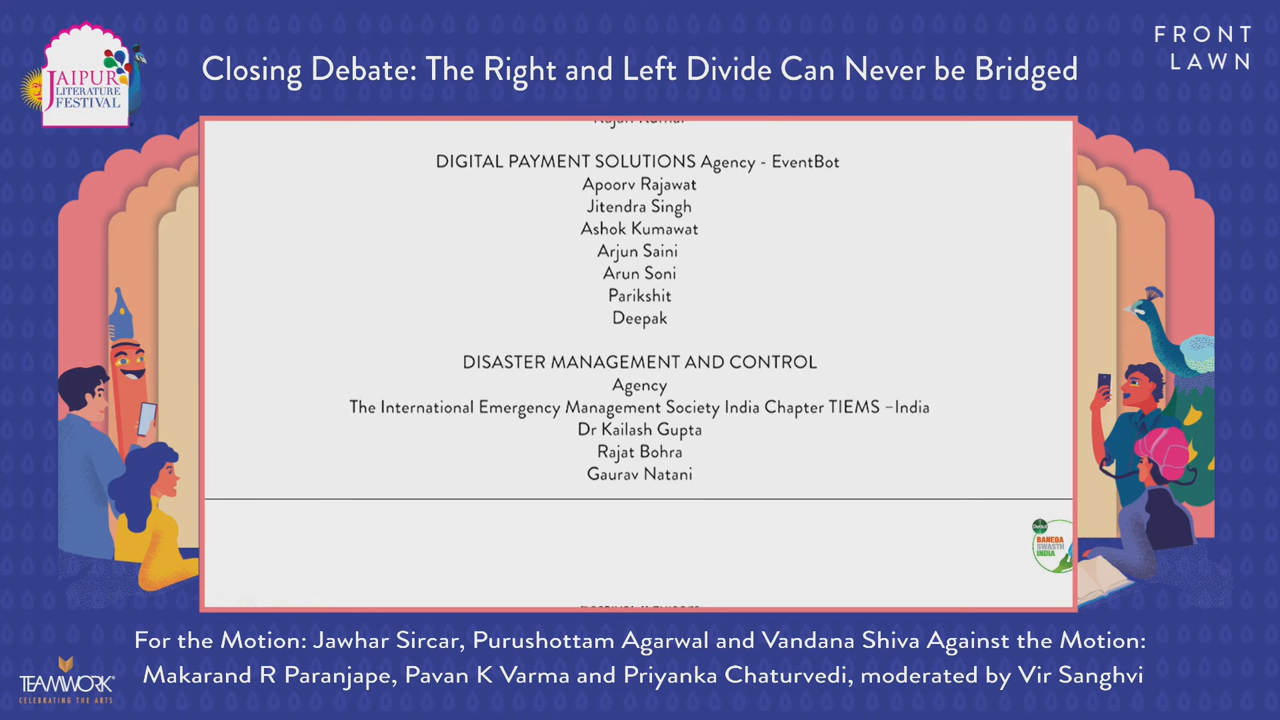 JAIPUR
LITERATURE
FESTIVAL
Closing Debate: The Right and Left Divide Can Never be Bridged
FRONT
LAWN
DIGITAL PAYMENT SOLUTIONS Agency - EventBot
Apoorv Rajawat
Jitendra Singh
Ashok Kumawat
Arjun Saini
Arun Soni
Parikshit
Deepak
DISASTER MANAGEMENT AND CONTROL
Agency
The International Emergency Management Society India Chapter TIEMS –India
Dr Kailash Gupta
Rajat Bohra
Gaurav Natani
Dettol
BANEGA
SWASTH
INDIA
For the Motion: Jawhar Sircar, Purushottam Agarwal and Vandana Shiva Against the Motion:
Makarand R Paranjape, Pavan K Varma and Priyanka Chaturvedi, moderated by Vir Sanghvi
TEAMWORK
CELEBRATING THE ARTS